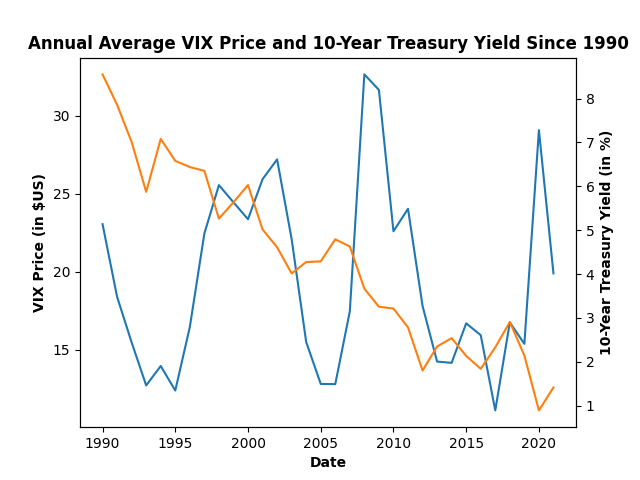 Annual Average VIX Price and 10-Year Treasury Yield Since 1990
VIX Price (in $US)
30
25
20
15
8
7
6
5
4
3
2
1
10-Year Treasury Yield (in %)
1990 1995 2000 2005 2010 2015 2020
Date